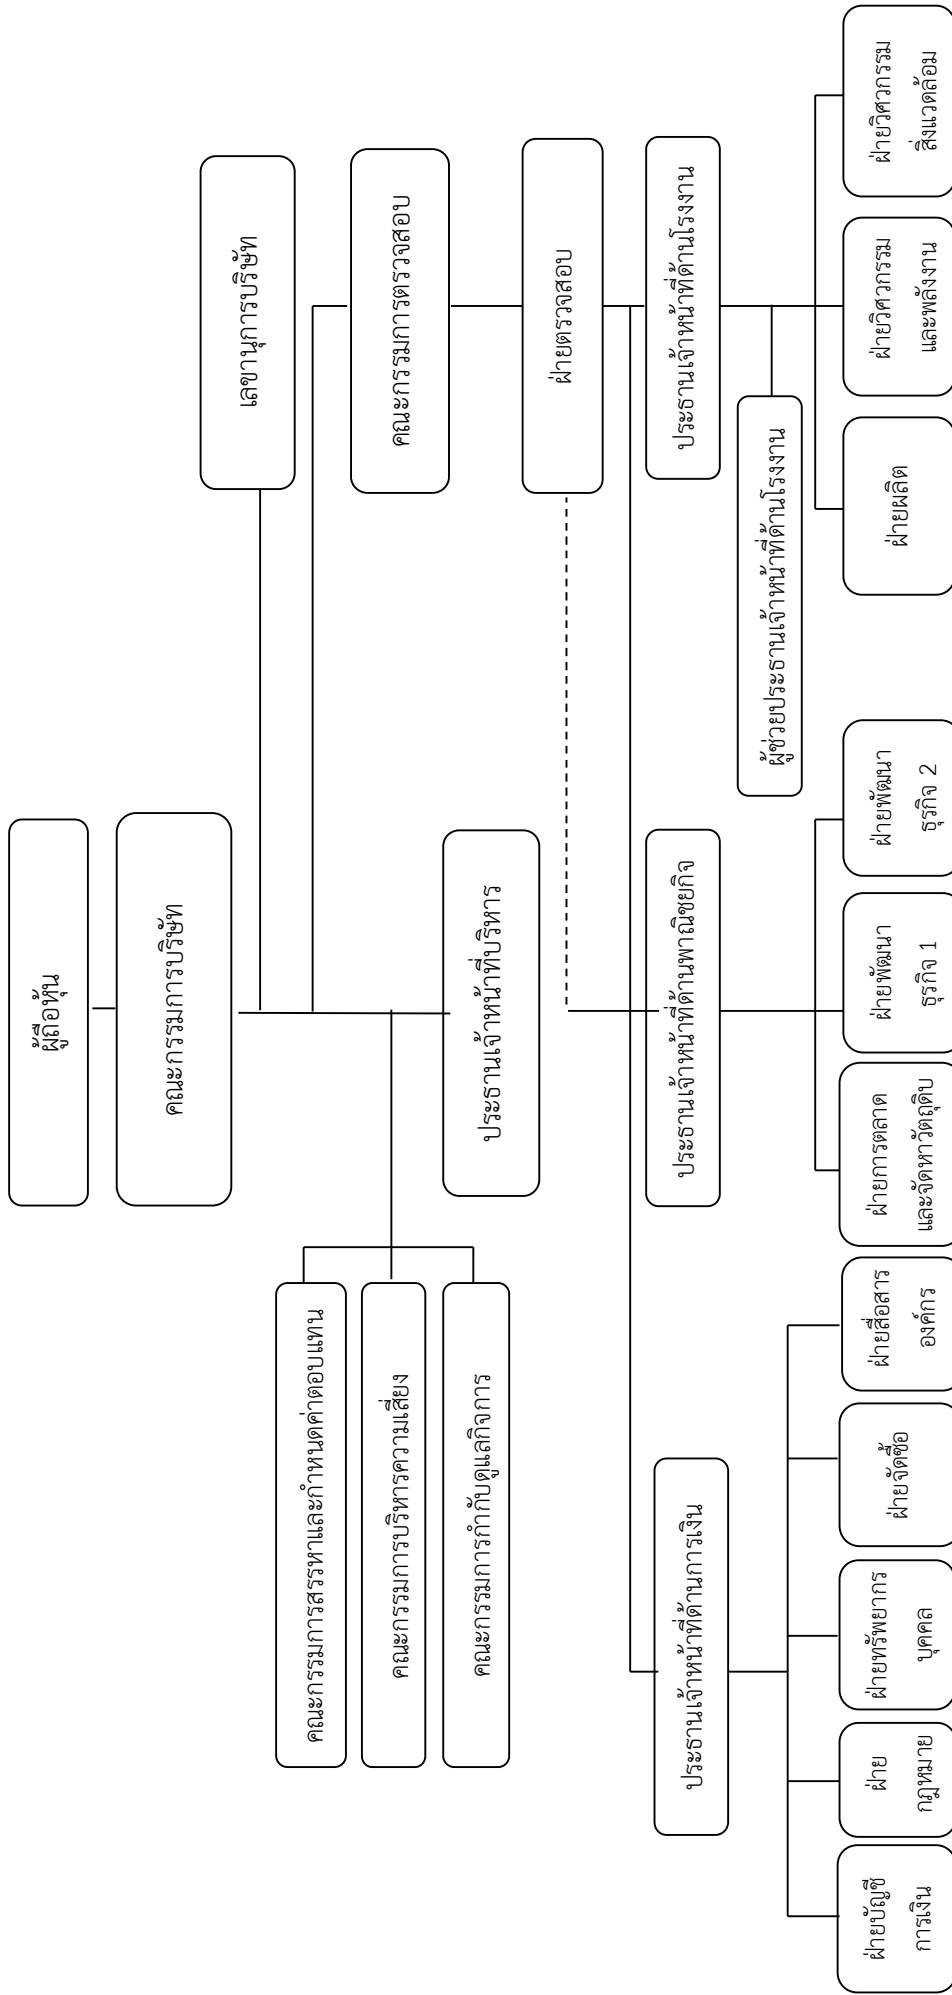 ผู้ถือหุ้น
คณะกรรมการบริษัท
เลขานุการบริษัท
คณะกรรมการสรรหาและกำหนดค่าตอบแทน
คณะกรรมการบริหารความเสี่ยง
คณะกรรมการกำกับดูแลกิจการ
คณะกรรมการตรวจสอบ
ประธานเจ้าหน้าที่บริหาร
ฝ่ายตรวจสอบ
ประธานเจ้าหน้าที่ด้านการเงิน
ประธานเจ้าหน้าที่ด้านพาณิชยกิจ
ประธานเจ้าหน้าที่ด้านโรงงาน
ผู้ช่วยประธานเจ้าหน้าที่ด้านโรงงาน
ฝ่ายบัญชี
การเงิน
ฝ่าย
กฎหมาย
ฝ่ายทรัพยากร
บุคคล
ฝ่ายจัดซื้อ
ฝ่ายสื่อสาร
องค์กร
ฝ่ายการตลาด
และจัดหาวัตถุดิบ
ฝ่ายพัฒนา
ธุรกิจ 1
ฝ่ายพัฒนา
ธุรกิจ 2
ฝ่ายผลิต
ฝ่ายวิศวกรรม
และพลังงาน
ฝ่ายวิศวกรรม
สิ่งแวดล้อม